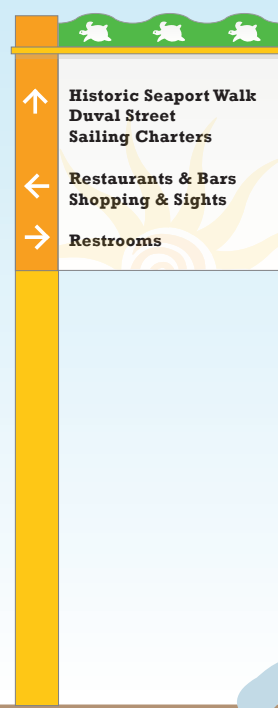 Historic Seaport Walk
Duval Street
Sailing Charters
Restaurants & Bars
Shopping & Sights
Restrooms